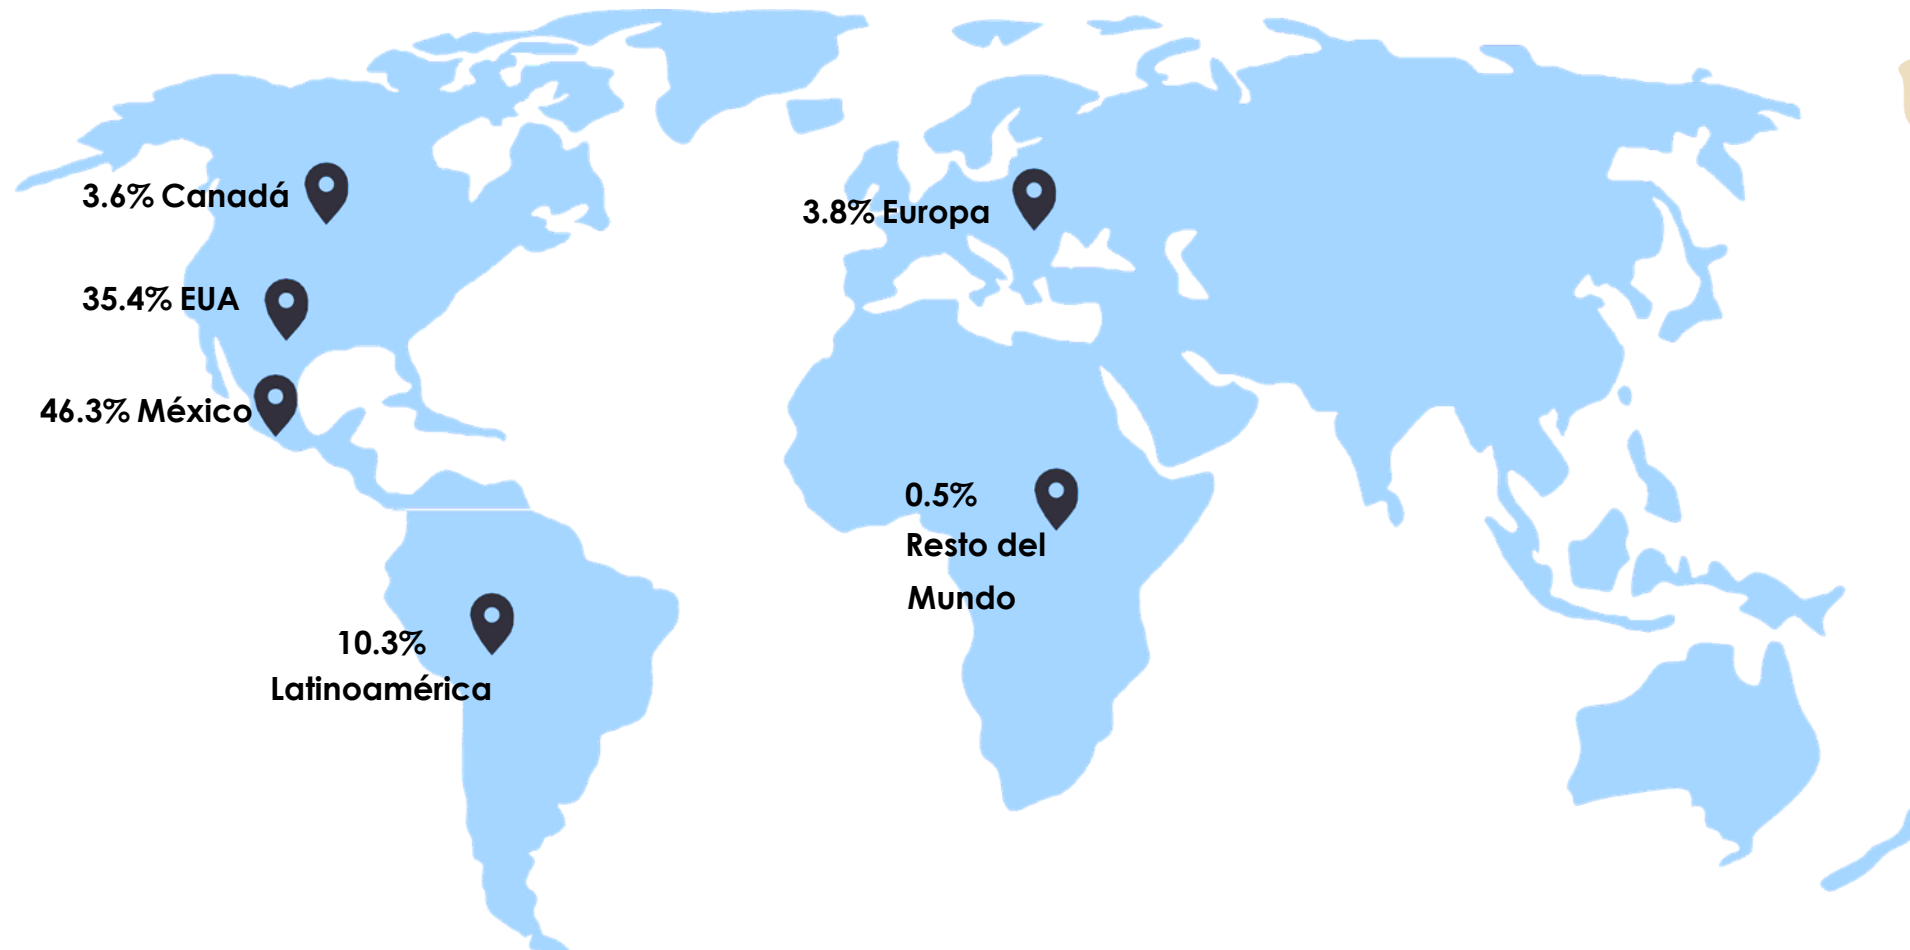 3.6% Canadá
3.8% Europa
35.4% EUA
46.3% México
0.5%
Resto del
Mundo
10.3%
Latinoamérica